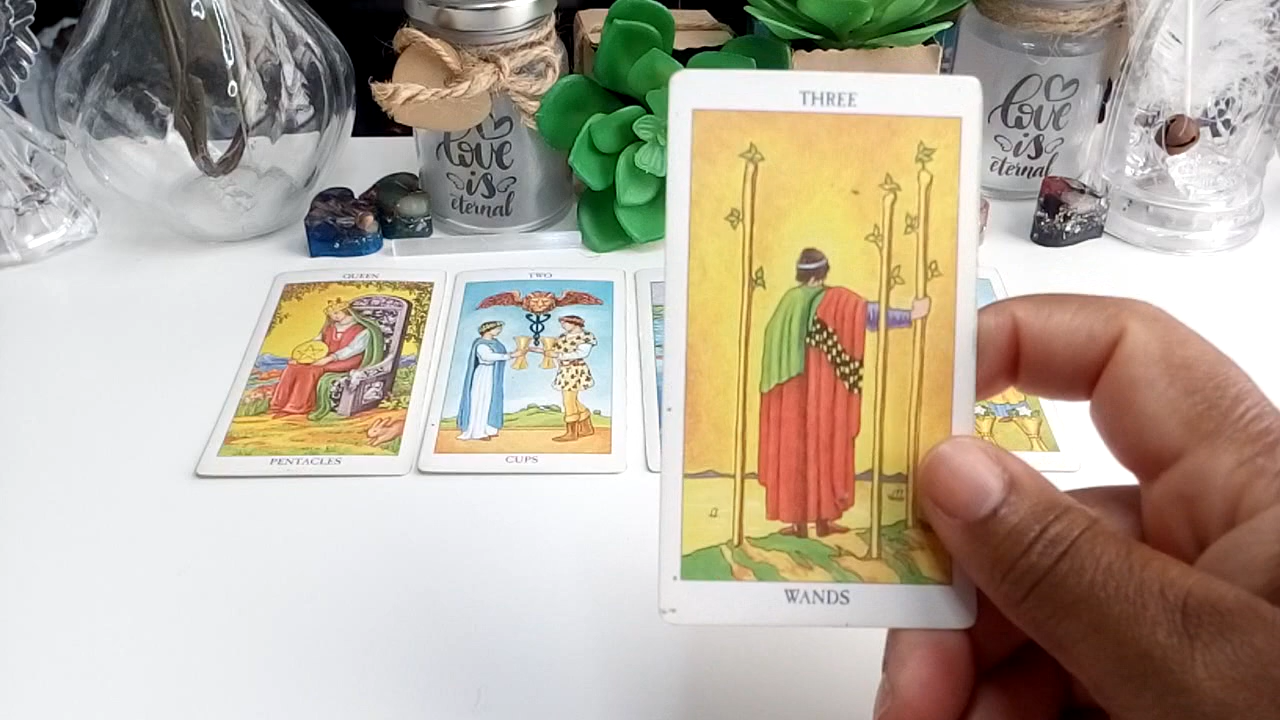 love
is
eternal
love
is
eternal
THREE
WANDS
QUEEN
PENTACLES
TWO
CUPS